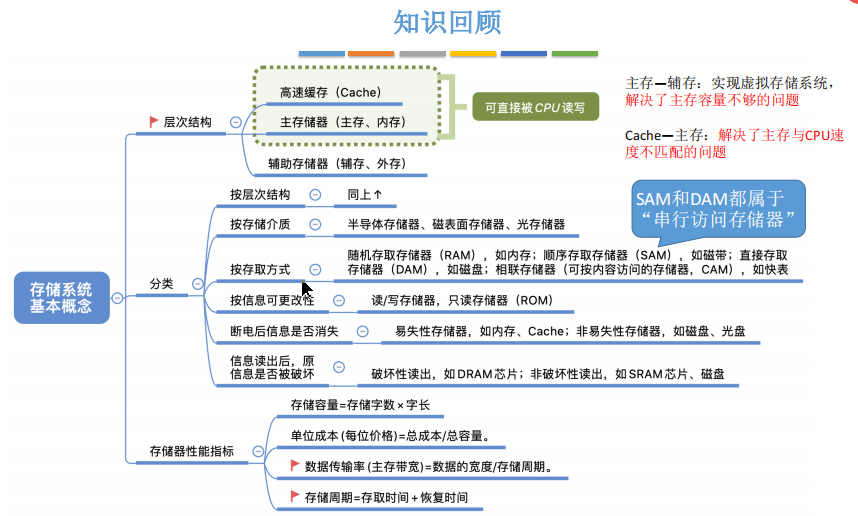 知识回顾
高速缓存（Cache）
主存储器（主存、内存）
辅助存储器（辅存、外存）
可直接被CPU读写
主存—辅存：实现虚拟存储系统，
解决了主存容量不够的问题
Cache—主存：解决了主存与CPU速
度不匹配的问题
层次结构
SAM和DAM都属于
“串行访问存储器”
按层次结构
同上↑
按存储介质
半导体存储器、磁表面存储器、光存储器
按存取方式
随机存取存储器（RAM），如内存；顺序存取存储器（SAM），如磁带；直接存取
存储器（DAM），如磁盘；相联存储器（可按内容访问的存储器，CAM），如快表
存储系统
基本概念
分类
按信息可更改性
读/写存储器，只读存储器（ROM）
断电后信息是否消失
易失性存储器，如内存、Cache；非易失性存储器，如磁盘、光盘
信息读出后，原
信息是否被破坏
破坏性读出，如DRAM芯片；非破坏性读出，如SRAM芯片、磁盘
存储器性能指标
存储容量=存储字数×字长
单位成本(每位价格)=总成本/总容量。
数据传输率(主存带宽)=数据的宽度/存储周期。
存储周期=存取时间+恢复时间